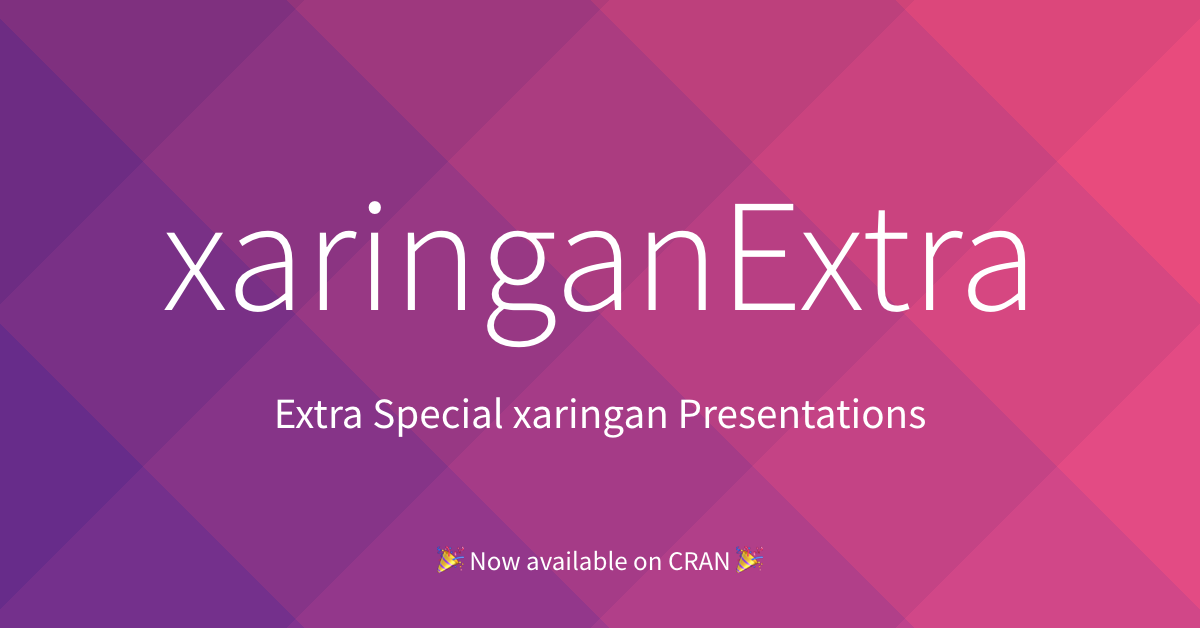 xaringanExtra
Extra Special xaringan Presentations
🎉 Now available on CRAN 🎉